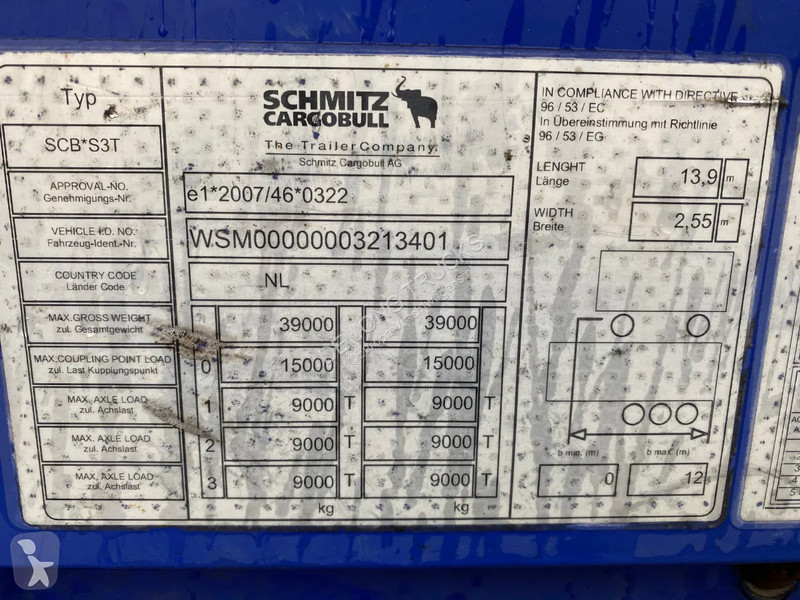 Typ
SCB*S3T
APPROVAL-NO.
Genehmigungs-Nr.
VEHICLE I.D. NO.
Fahrzeug-Ident.-Nr.
COUNTRY CODE
Länder Code
MAX.GROSS WEIGHT
zul. Gesamtgewicht
MAX.COUPLING POINT LOAD
zul. Last Kupplungspunkt
MAX. AXLE LOAD
zul. Achslast
MAX. AXLE LOAD
zul. Achslast
MAX. AXLE LOAD
zul. Achslast
SCHMITZ
CARGOBULL
The Trailer Company.
Schmitz Cargobull AG
e1*2007/46*0322
WSM00000003213401
NL
39000 39000
0 15000 15000
1 9000 T 9000 T
2 9000 T 9000 T
3 9000 T 9000 T
kg kg
IN COMPLIANCE WITH DIRECTIVE
96 / 53 / EC
In Übereinstimmung mit Richtlinie
96 / 53 / EG
LENGHT
Länge
13,9 m
WIDTH
Breite
2,55 m
b min. (m) b max. (m)
0 12